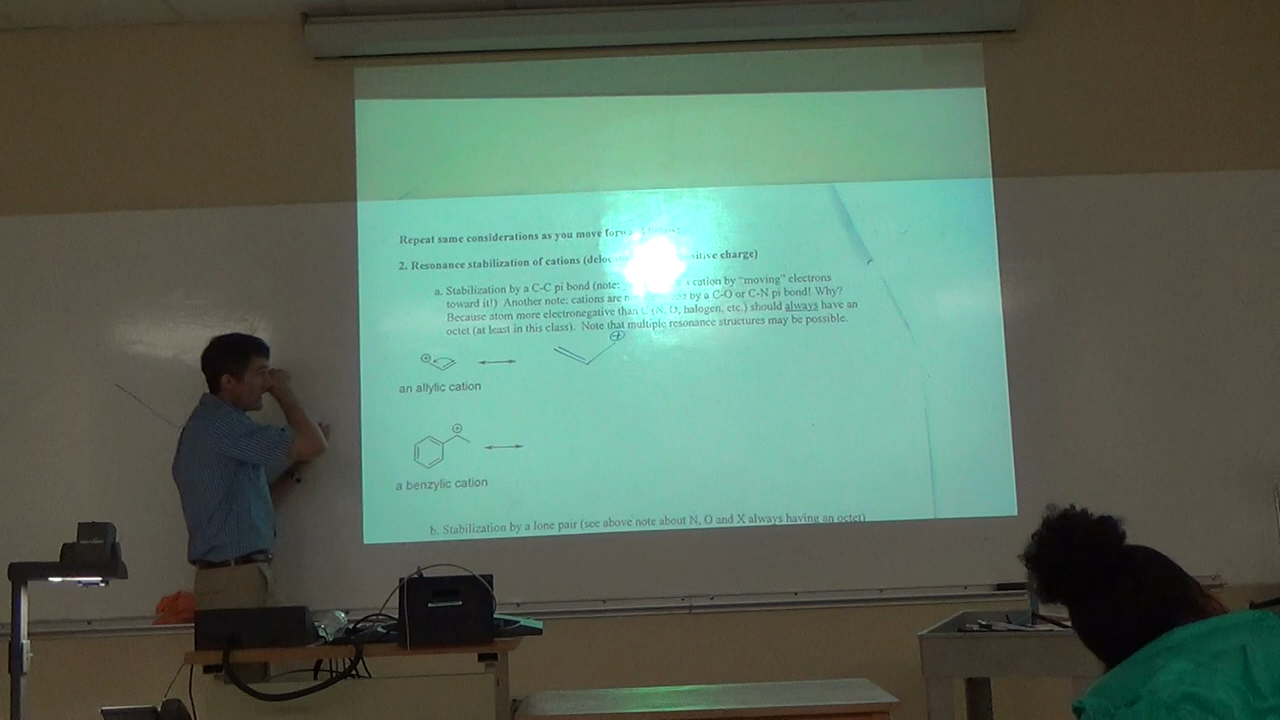 Repeat same considerations as you move
2. Resonance stabilization of cations charge)
a. Stabilization by a C-C pi bond (note: cation by "moving" electrons
toward it!) Another note: cations are by a C-O or C-N pi bond! Why?
Because atom more electronegative than C (N, O, halogen, etc.) should always have an
octet (at least in this class). Note that multiple resonance structures may be possible.
⊕ ⊕
an allylic cation
⊕
a benzylic cation
b. Stabilization by a lone pair (see above note about N, O and X always having an octet)